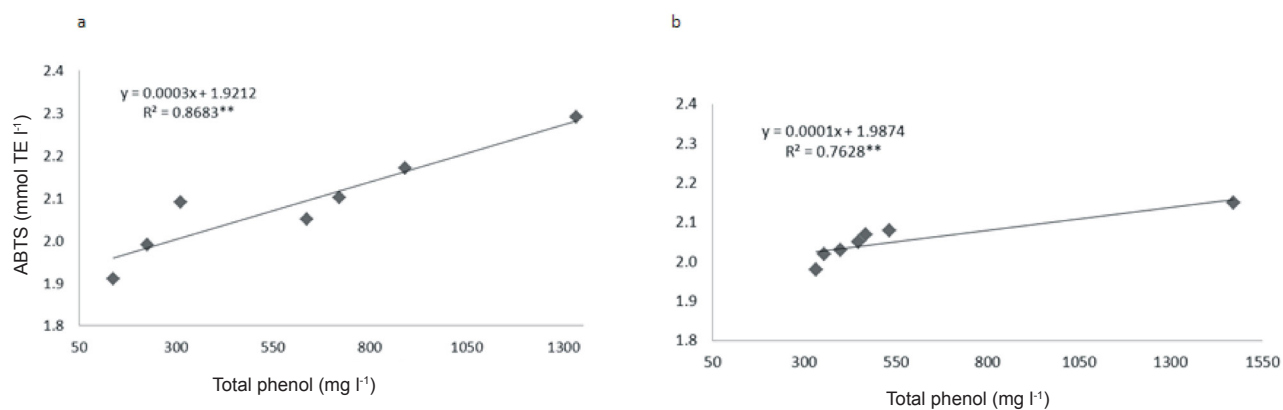 a
ABTS (mmol TE l⁻¹)
2.4
2.3
2.2
2.1
2.0
1.9
1.8
y = 0.0003x + 1.9212
R² = 0.8683**
50 300 550 800 1050 1300
Total phenol (mg l⁻¹)
b
2.4
2.3
2.2
2.1
2.0
1.9
1.8
y = 0.0001x + 1.9874
R² = 0.7628**
50 300 550 800 1050 1300 1550
Total phenol (mg l⁻¹)